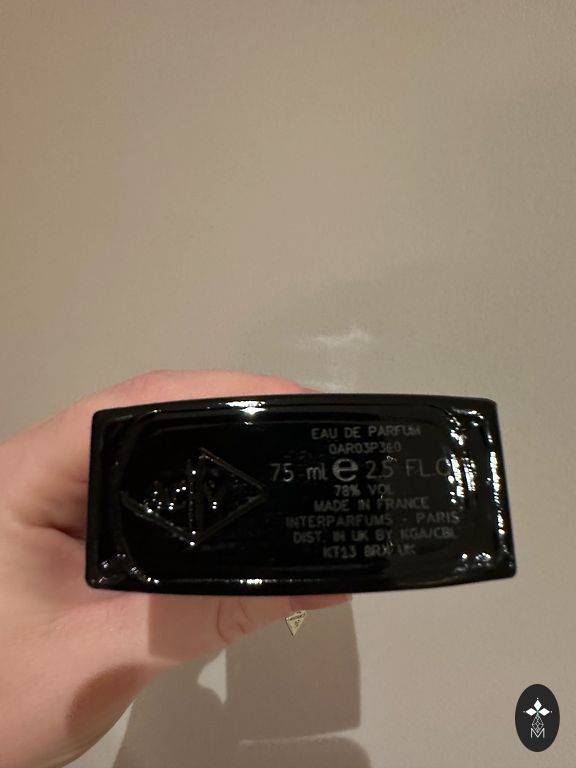 EAU DE PARFUM
0AR03P360
75 ml e 2.5 FL.O
78% VOL
MADE IN FRANCE
INTERPARFUMS - PARIS
DIST. IN UK BY KGA/CBL
KT13 UK